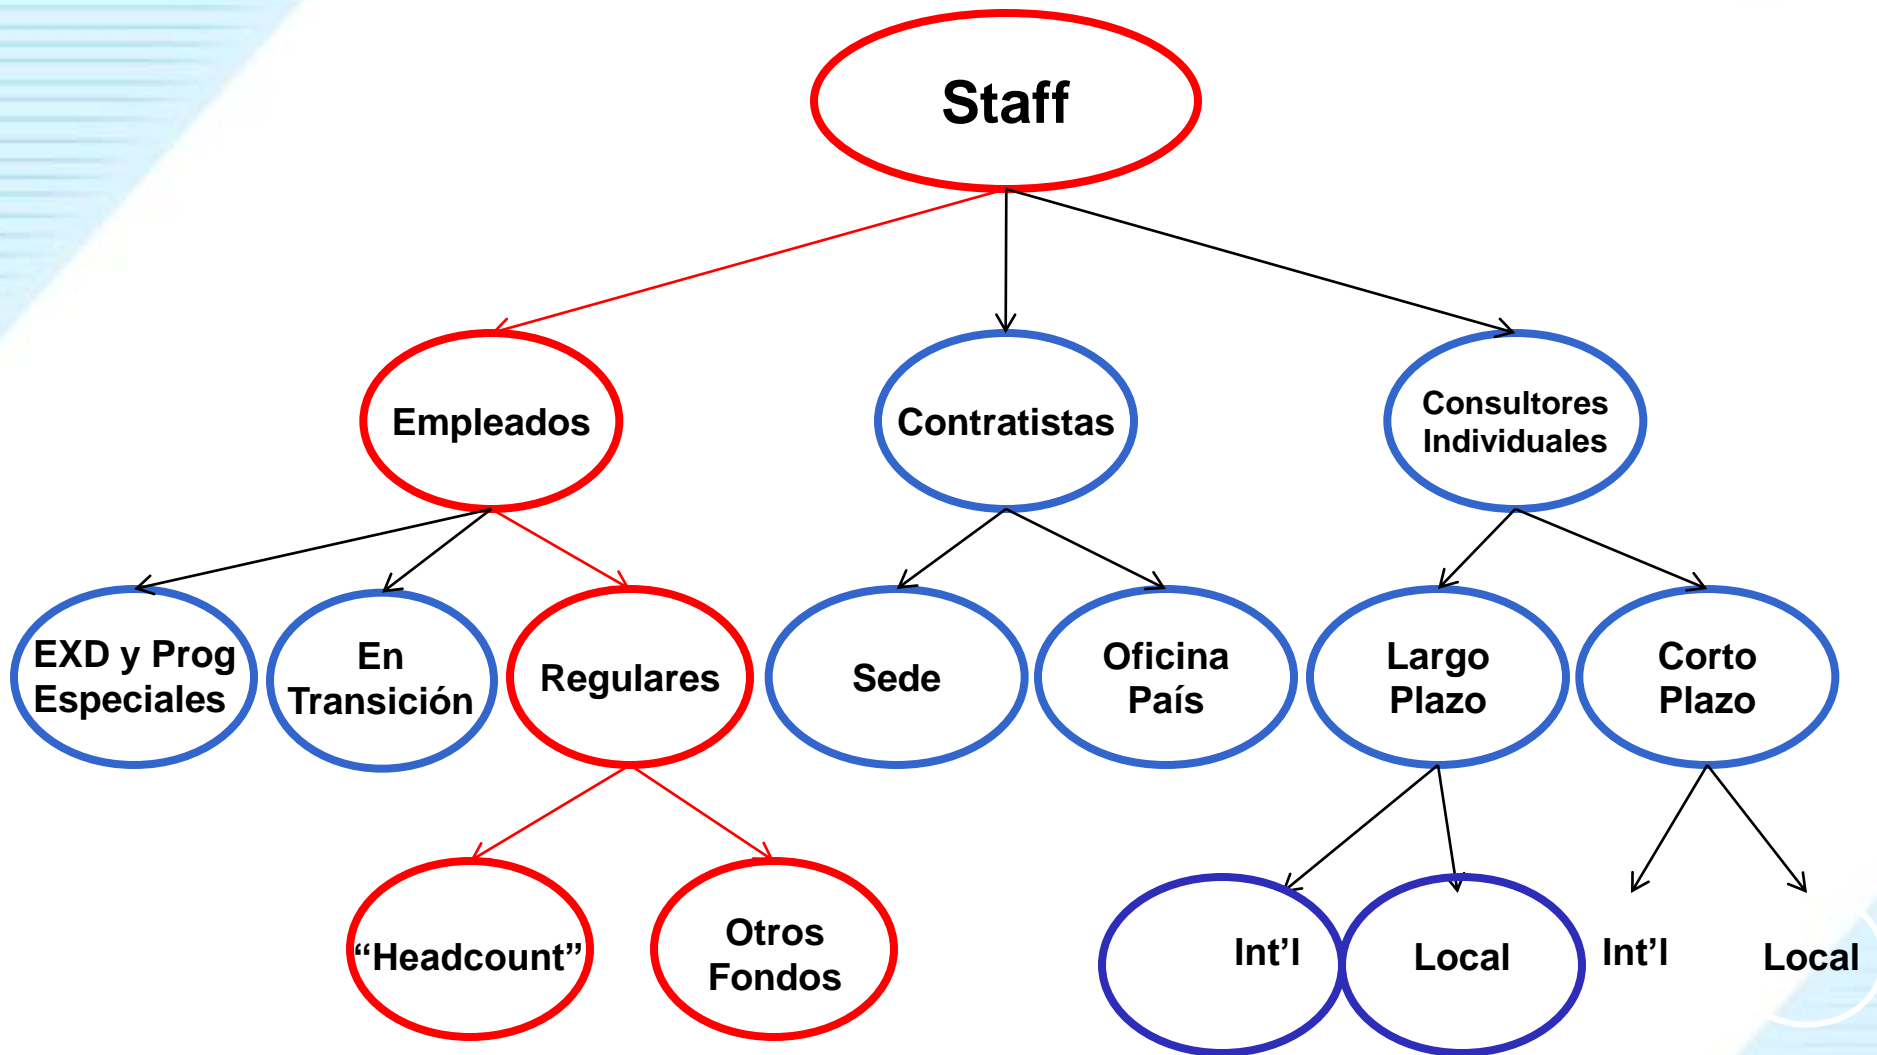 Staff
Empleados
Contratistas
Consultores
Individuales
EXD y Prog
Especiales
En
Transición
Regulares
Sede
Oficina
País
Largo
Plazo
Corto
Plazo
“Headcount”
Otros
Fondos
Int’l
Local
Int’l
Local